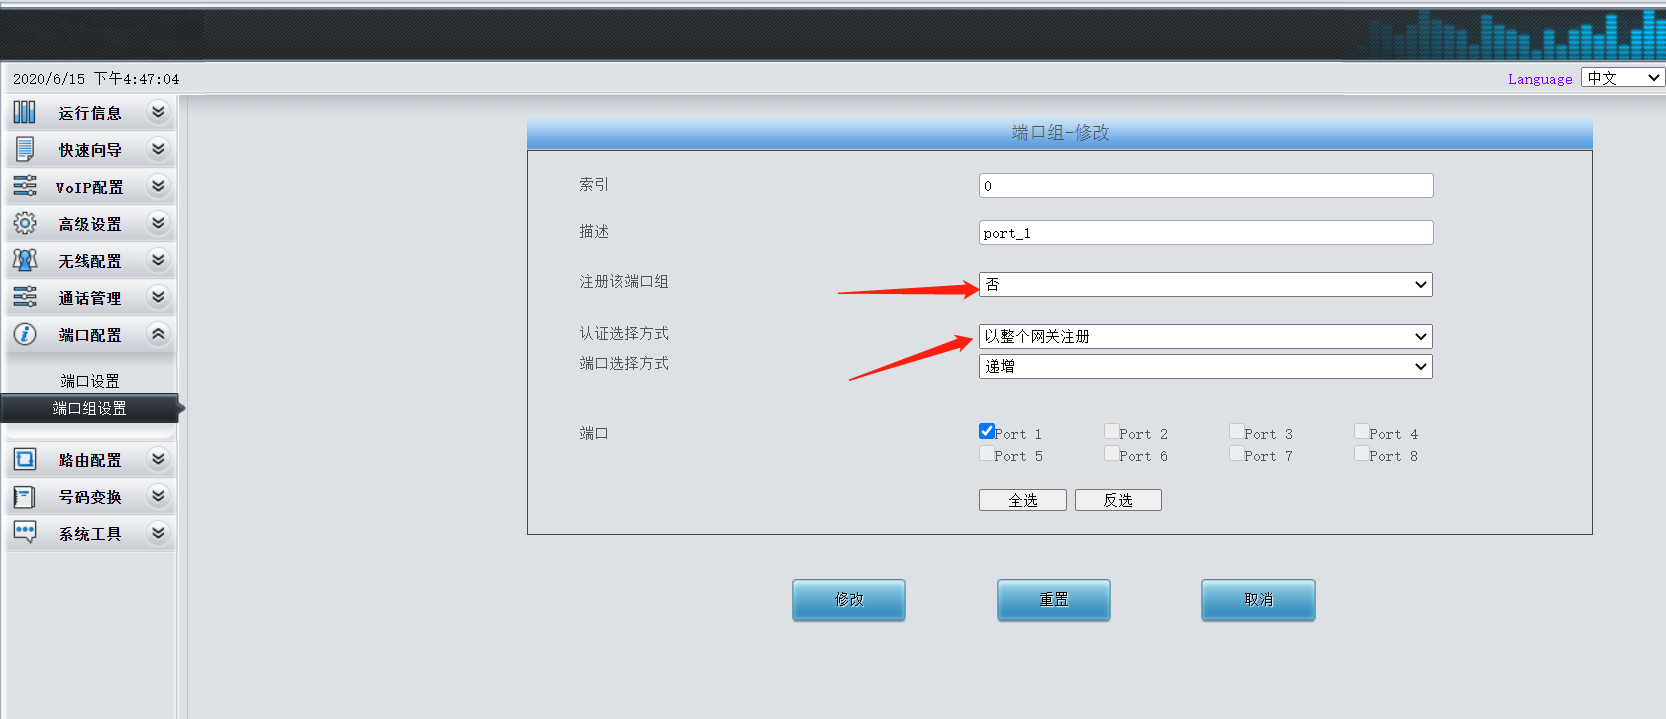 2020/6/15 下午4:47:04
Language 中文
运行信息
快速向导
VoIP配置
高级设置
无线配置
通话管理
端口配置
端口设置
端口组设置
路由配置
号码变换
系统工具
端口组-修改
索引 0
描述 port_1
注册该端口组 否
认证选择方式 以整个网关注册
端口选择方式 递增
端口 Port 1 Port 2 Port 3 Port 4
Port 5 Port 6 Port 7 Port 8
全选 反选
修改 重置 取消